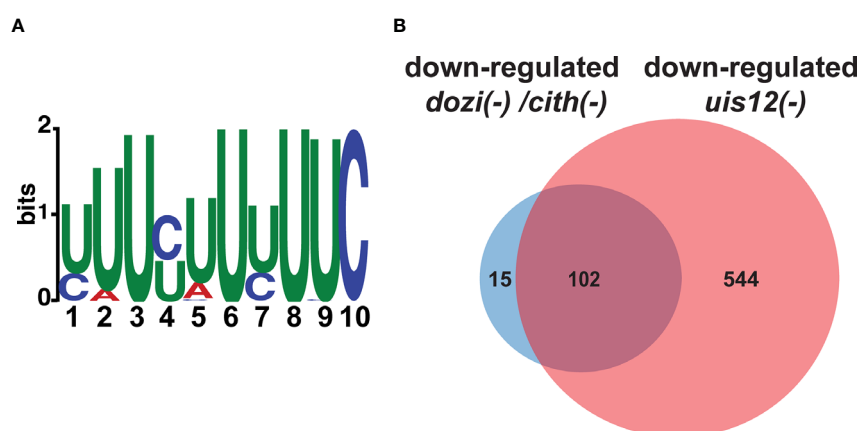 A
B
down-regulated down-regulated
dozi(-) /cith(-) uis12(-)
2
bits
1
0
U U U C U U U U U C
C A U A C
1 2 3 4 5 6 7 8 9 10
15 102 544